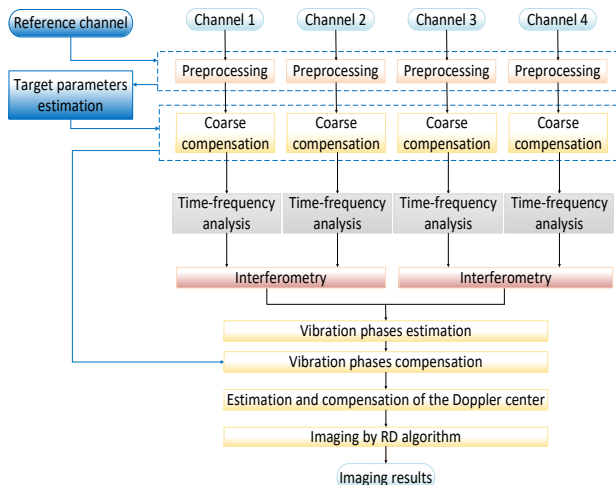 Reference channel
Channel 1
Channel 2
Channel 3
Channel 4
Preprocessing
Preprocessing
Preprocessing
Preprocessing
Target parameters
estimation
Coarse
compensation
Coarse
compensation
Coarse
compensation
Coarse
compensation
Time-frequency
analysis
Time-frequency
analysis
Time-frequency
analysis
Time-frequency
analysis
Interferometry
Interferometry
Vibration phases estimation
Vibration phases compensation
Estimation and compensation of the Doppler center
Imaging by RD algorithm
Imaging results